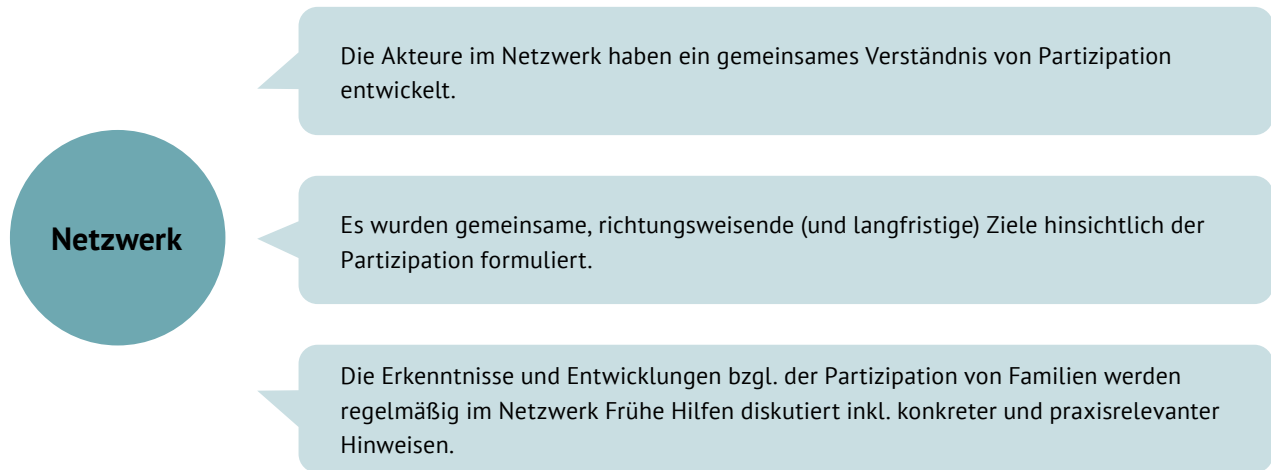 Die Akteure im Netzwerk haben ein gemeinsames Verständnis von Partizipation
entwickelt.
Netzwerk
Es wurden gemeinsame, richtungsweisende (und langfristige) Ziele hinsichtlich der
Partizipation formuliert.
Die Erkenntnisse und Entwicklungen bzgl. der Partizipation von Familien werden
regelmäßig im Netzwerk Frühe Hilfen diskutiert inkl. konkreter und praxisrelevanter
Hinweisen.